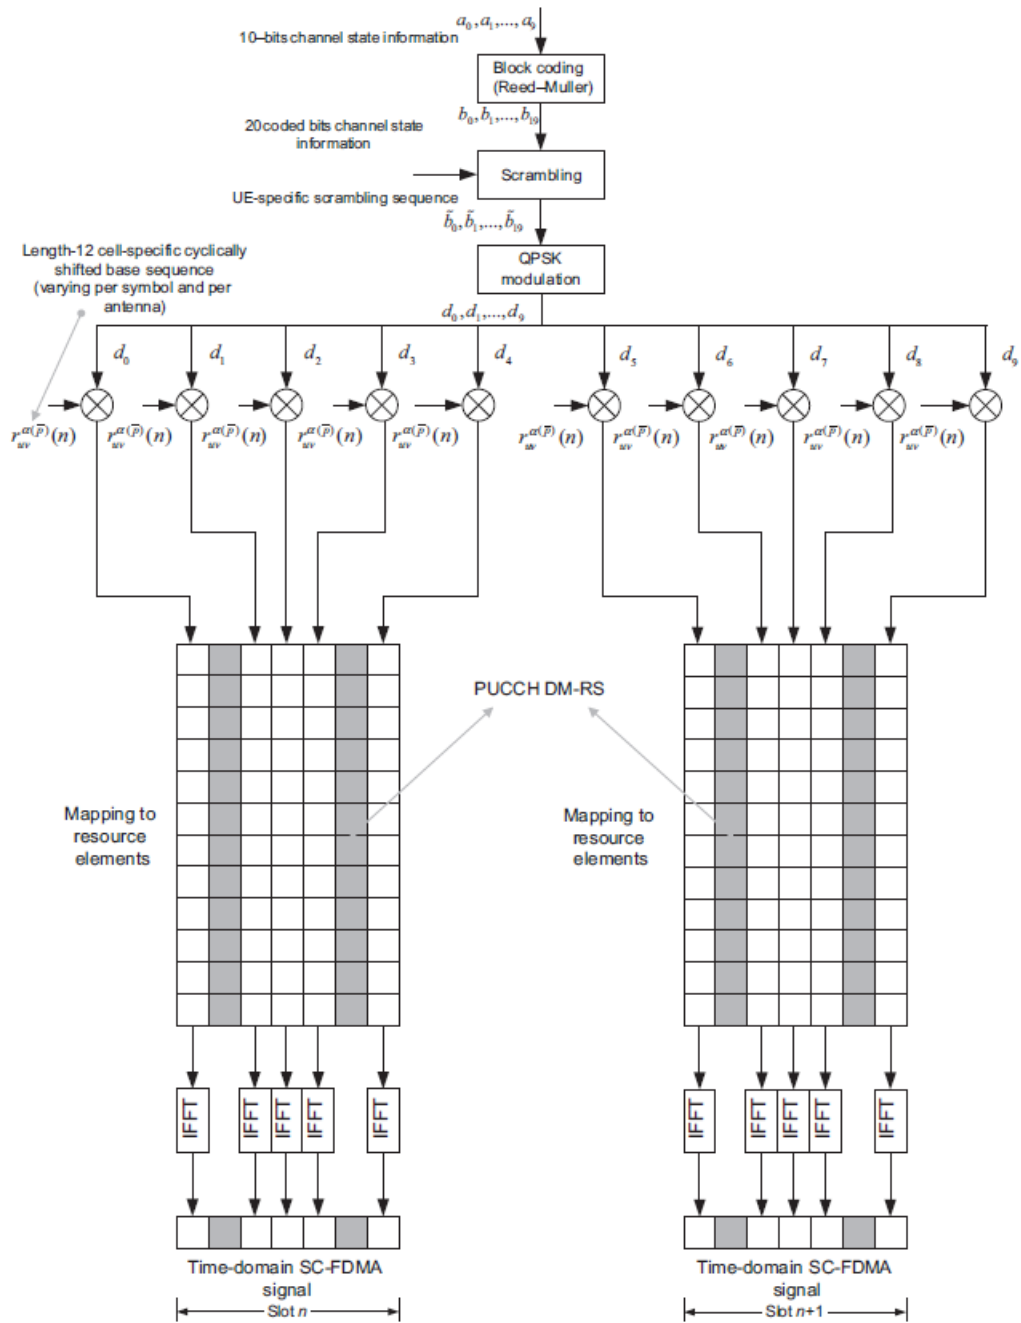 a₀, a₁, ..., a₉
10–bits channel state information
Block coding
(Reed–Muller)
b₀, b₁, ..., b₁₉
20 coded bits channel state
information
Scrambling
UE-specific scrambling sequence
b̃₀, b̃₁, ..., b̃₁₉
Length-12 cell-specific cyclically
shifted base sequence
(varying per symbol and per
antenna)
QPSK
modulation
d₀, d₁, ..., d₉
d₀ d₁ d₂ d₃ d₄ d₅ d₆ d₇ d₈ d₉
r_uv^α(p̄)(n) r_uv^α(p̄)(n) r_uv^α(p̄)(n) r_uv^α(p̄)(n) r_uv^α(p̄)(n) r_uv^α(p̄)(n) r_uv^α(p̄)(n) r_uv^α(p̄)(n) r_uv^α(p̄)(n) r_uv^α(p̄)(n)
PUCCH DM-RS
Mapping to
resource
elements
Mapping to
resource
elements
IFFT IFFT IFFT IFFT IFFT
IFFT IFFT IFFT IFFT IFFT
Time-domain SC-FDMA
signal
Slot n
Time-domain SC-FDMA
signal
Slot n+1